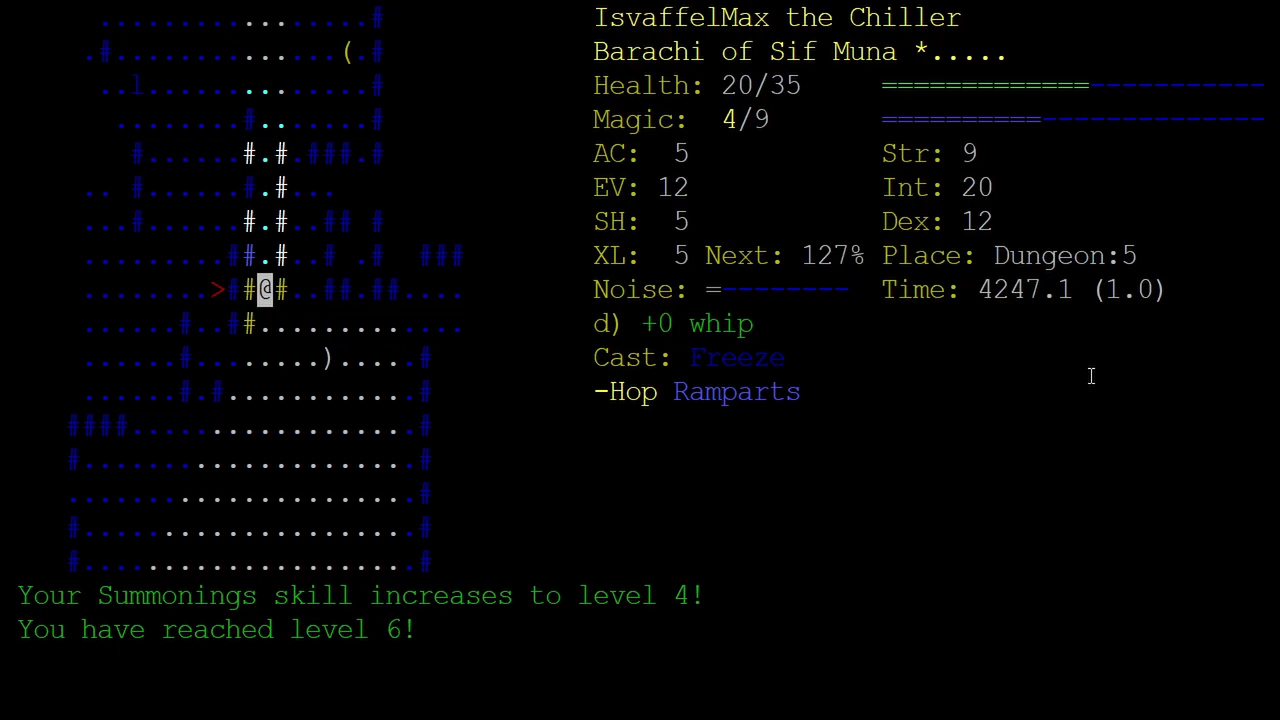 IsvaffelMax the Chiller
Barachi of Sif Muna *.....
Health: 20/35 =============-----------
Magic:  4/9 ==========--------------
AC:  5 Str: 9
EV: 12 Int: 20
SH:  5 Dex: 12
XL:  5 Next: 127% Place: Dungeon:5
Noise: =-------- Time: 4247.1 (1.0)
d) +0 whip
Cast: Freeze
-Hop Ramparts
Your Summonings skill increases to level 4!
You have reached level 6!